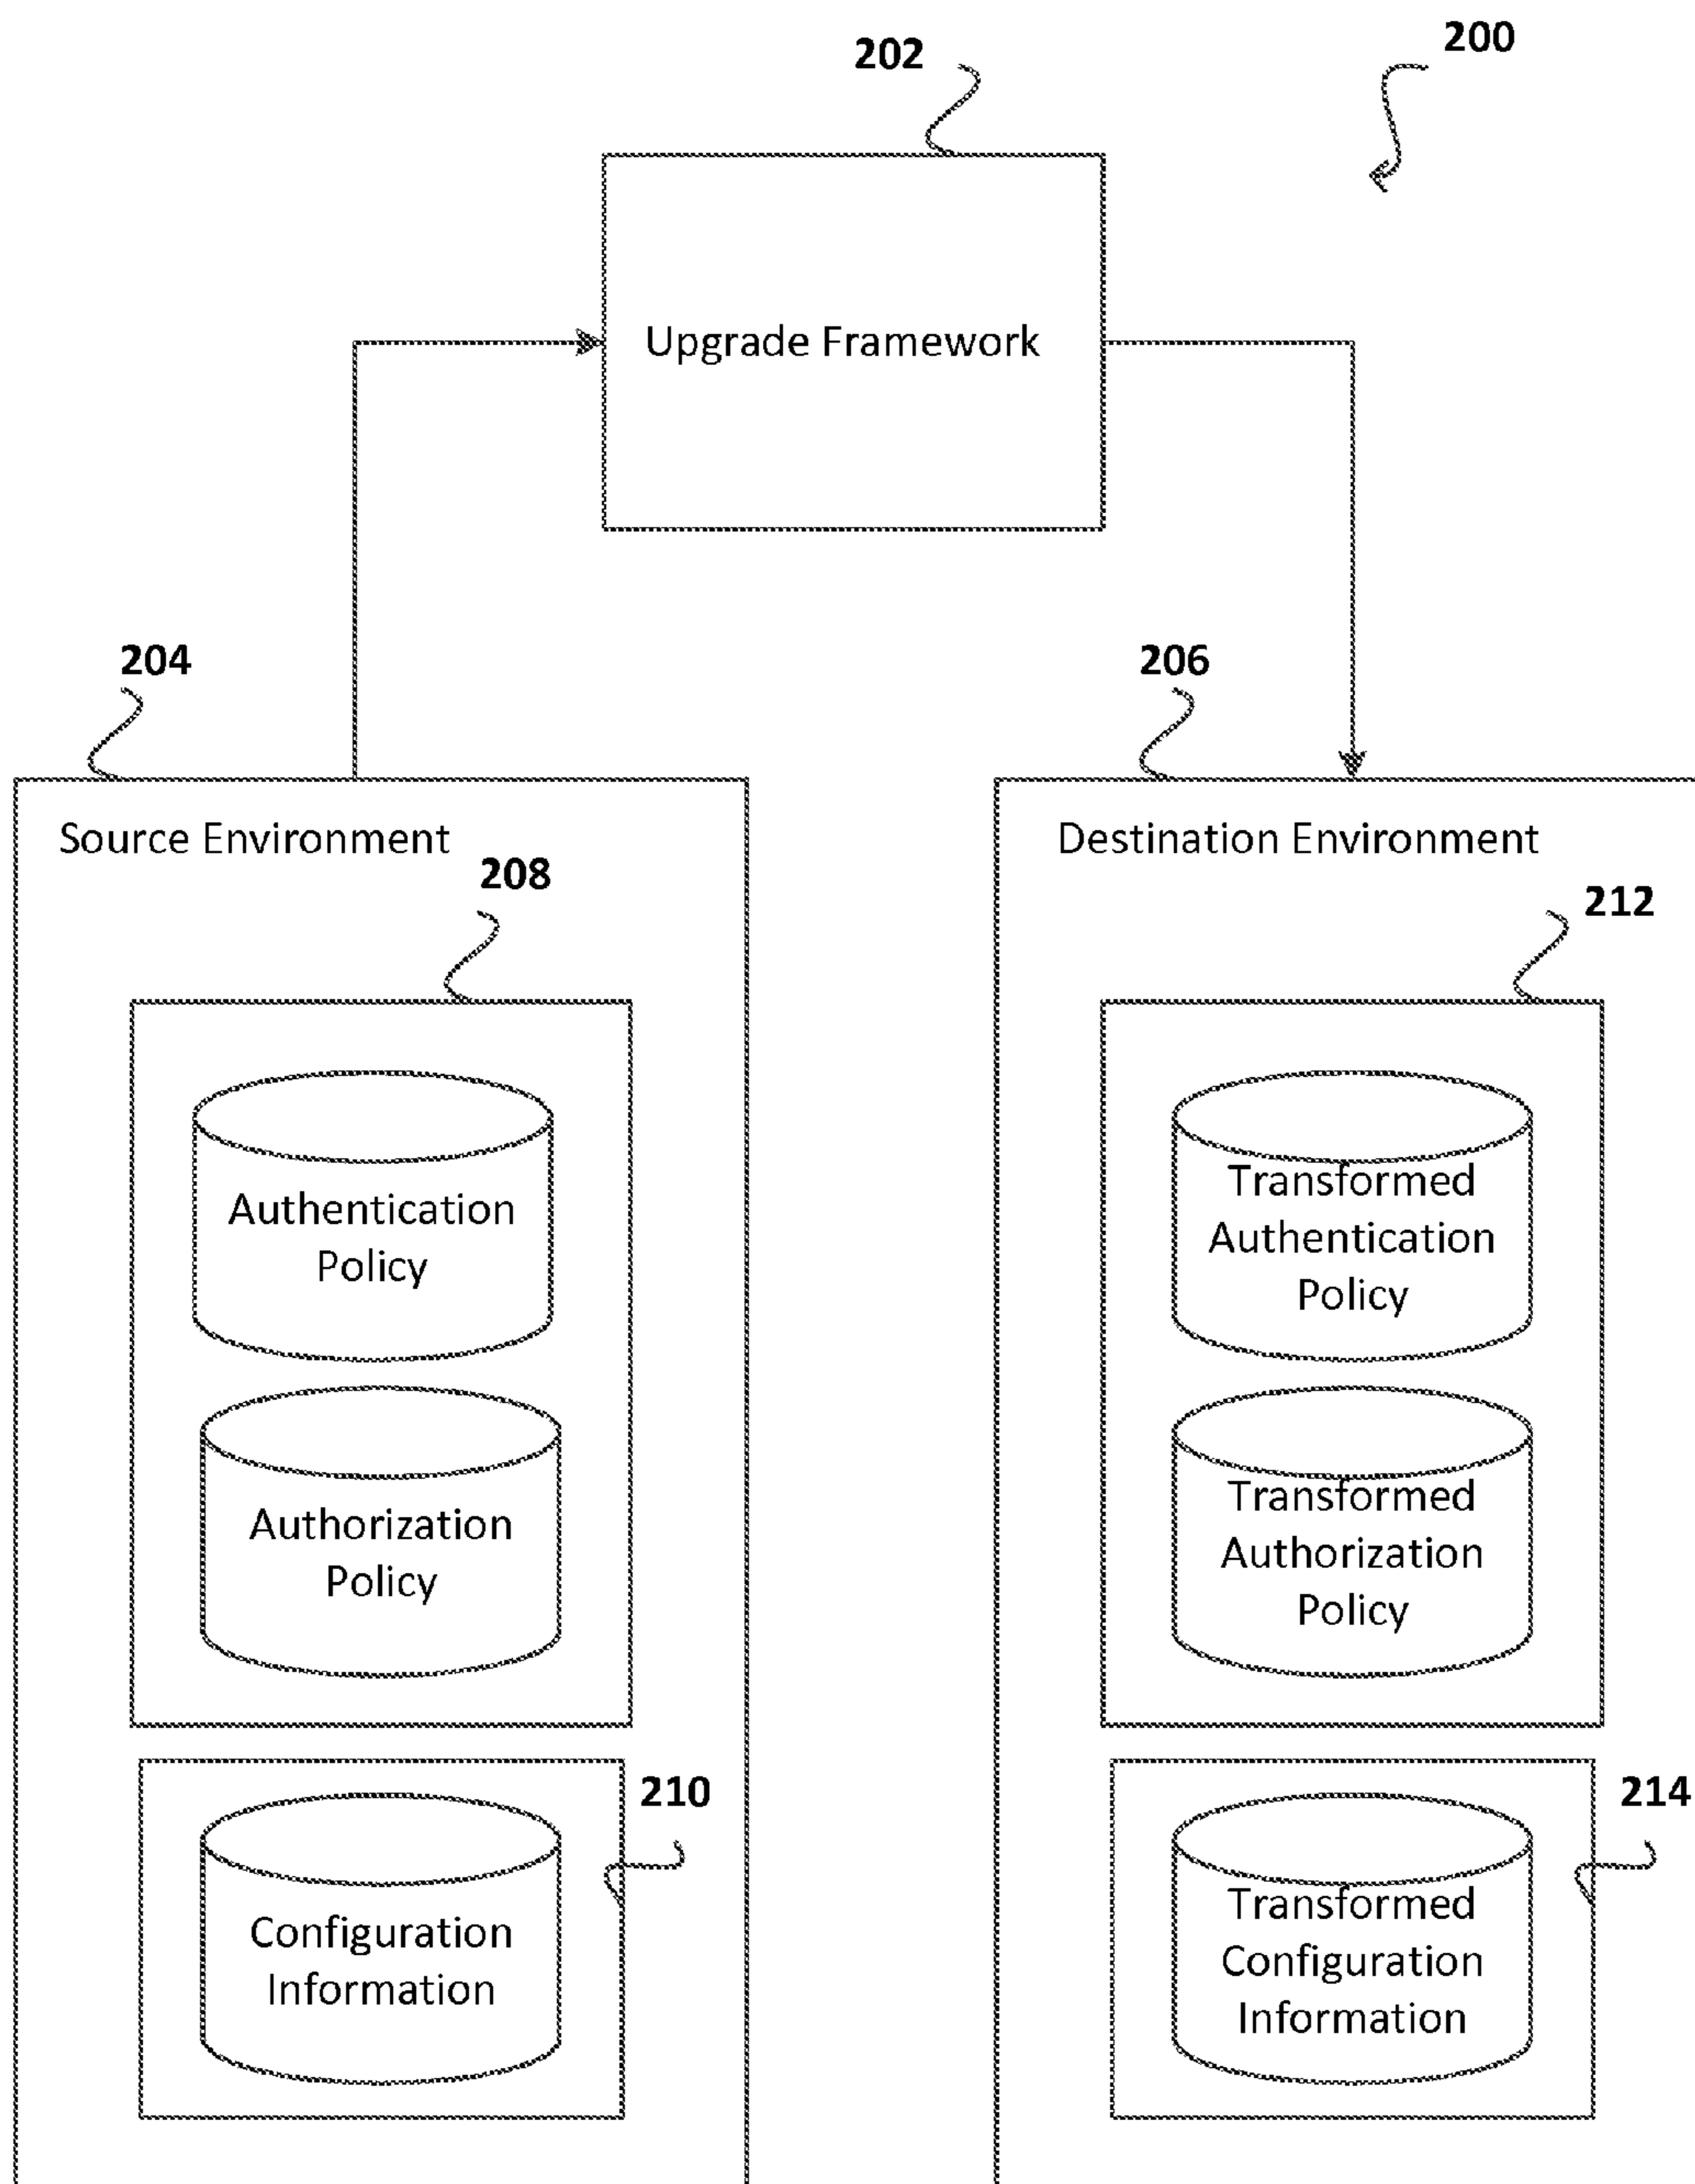 200
202
Upgrade Framework
204
206
Source Environment
208
Authentication
Policy
Authorization
Policy
210
Configuration
Information
Destination Environment
212
Transformed
Authentication
Policy
Transformed
Authorization
Policy
214
Transformed
Configuration
Information